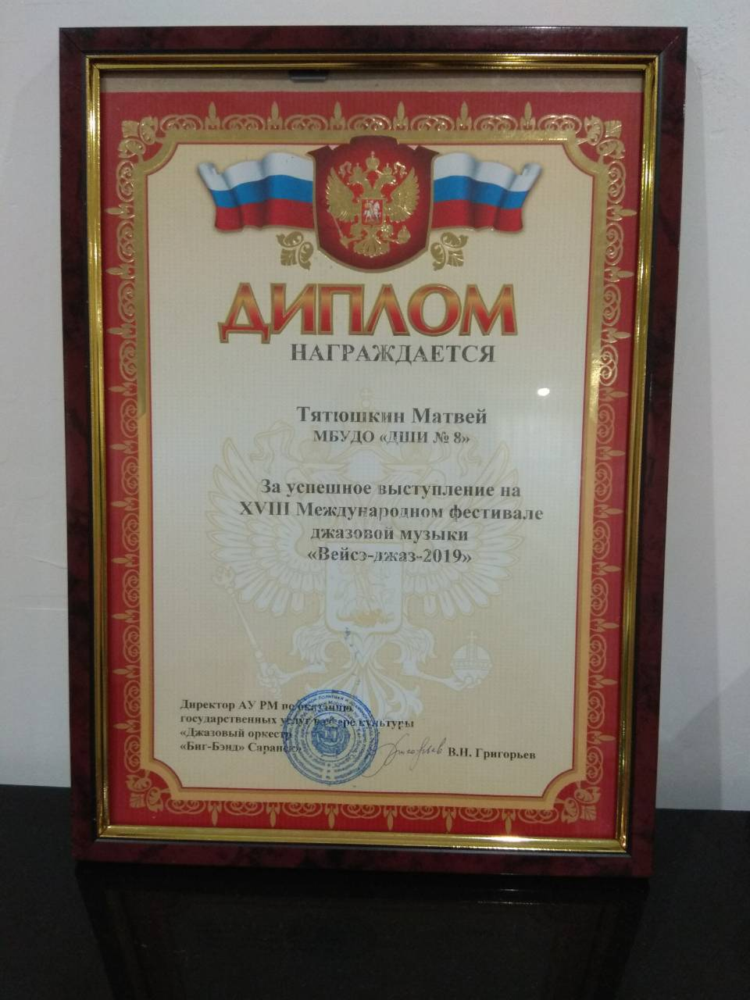 ДИПЛОМ
НАГРАЖДАЕТСЯ
Тятюшкин Матвей
МБУДО «ДШИ № 8»
За успешное выступление на
XVIII Международном фестивале
джазовой музыки
«Вейсэ-джаз-2019»
Директор АУ РМ по оказанию
государственных услуг в сфере культуры
«Джазовый оркестр
«Биг-Бэнд» Саранск»
В.Н. Григорьев